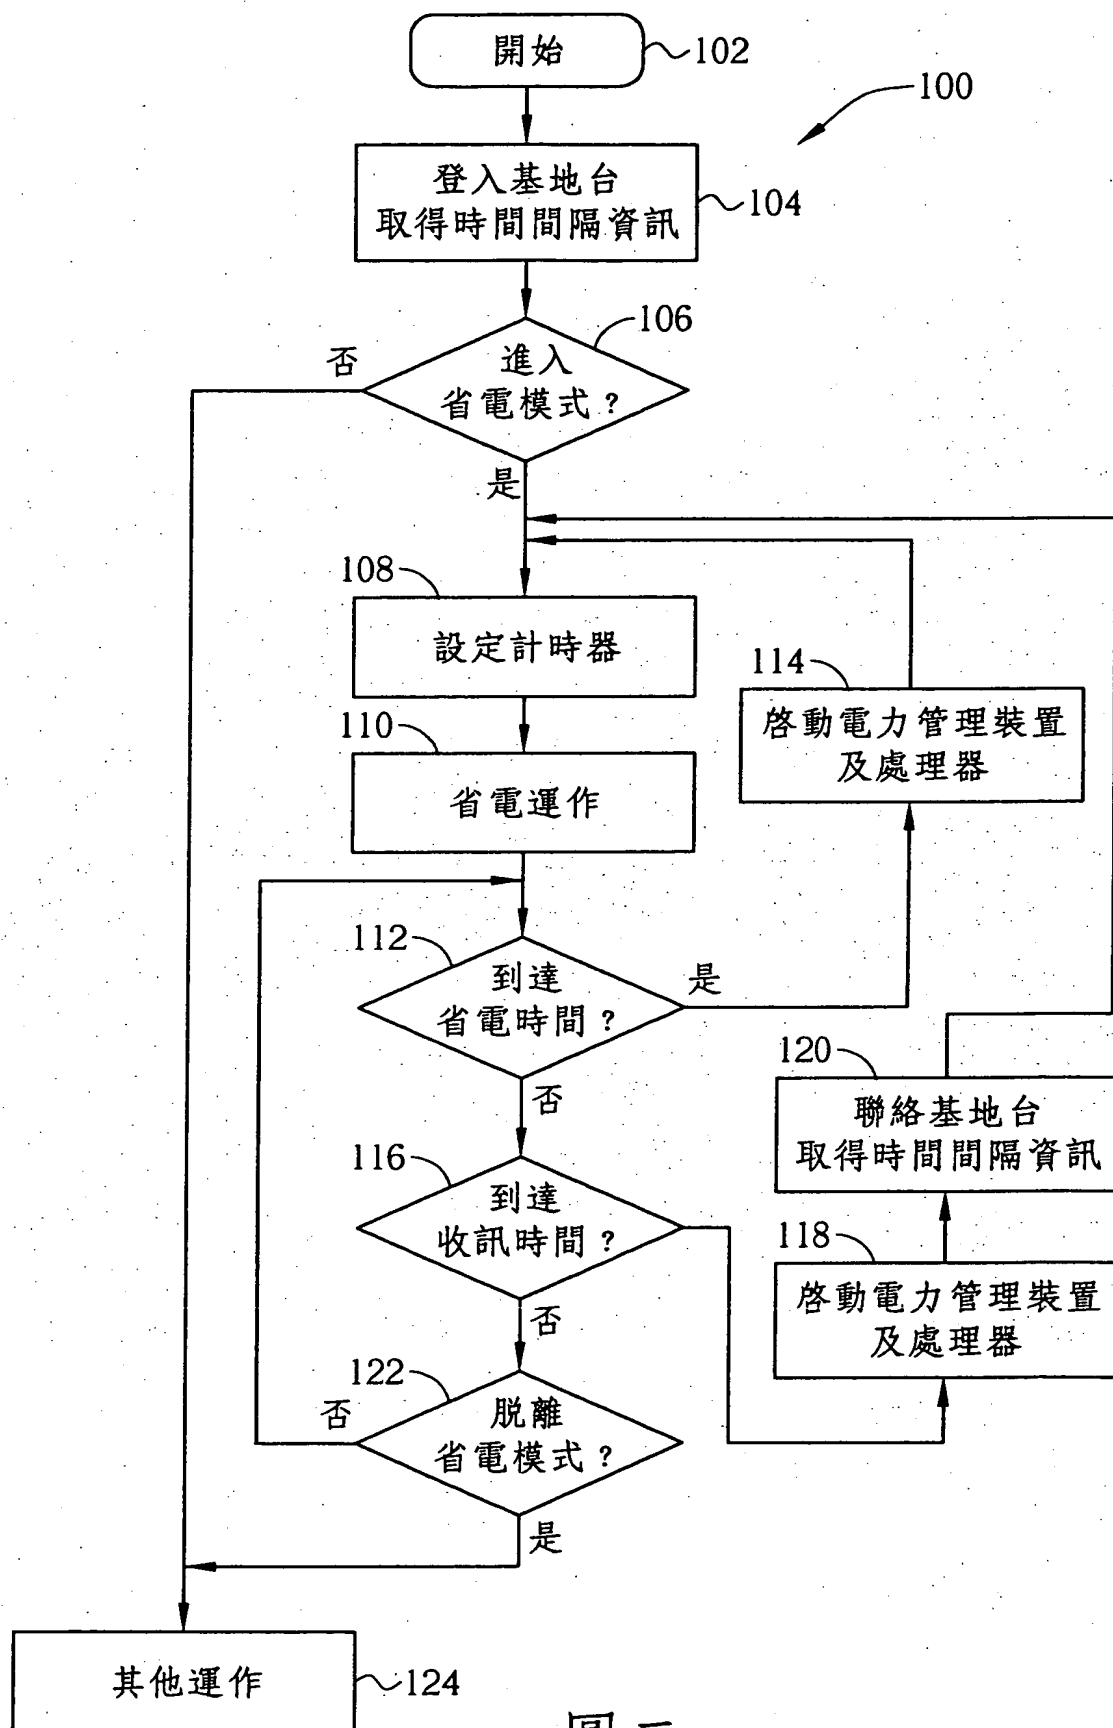 開始
102
100
登入基地台
取得時間間隔資訊
104
106
否
進入
省電模式?
是
108
設定計時器
114
啓動電力管理裝置
及處理器
110
省電運作
112
到達
省電時間?
是
否
120
聯絡基地台
取得時間間隔資訊
116
到達
收訊時間?
118
啓動電力管理裝置
及處理器
否
122
否
脱離
省電模式?
是
其他運作
124
圖